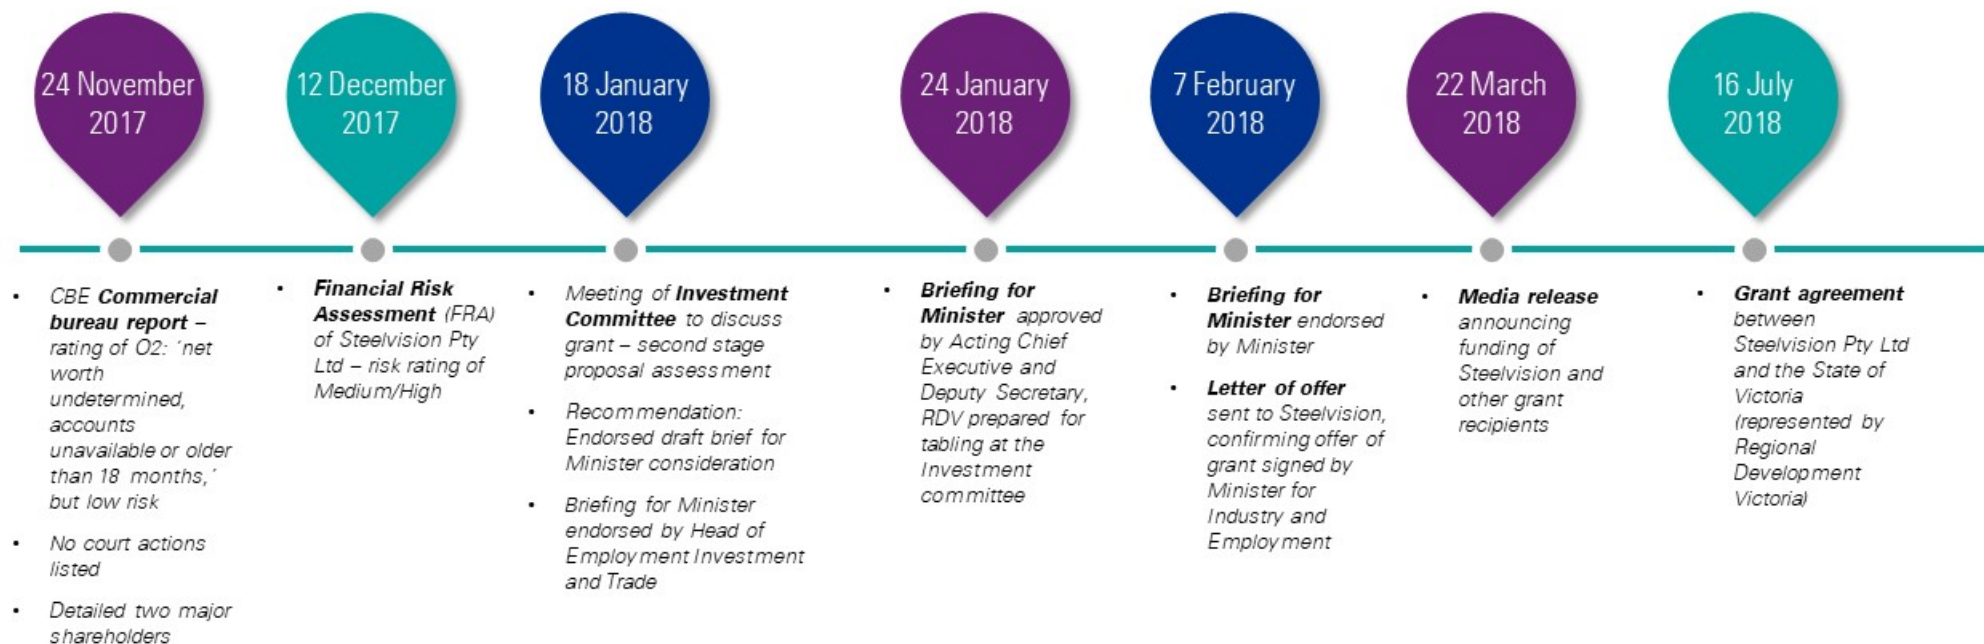 24 November
2017
12 December
2017
18 January
2018
24 January
2018
7 February
2018
22 March
2018
16 July
2018
• CBE Commercial
bureau report –
rating of O2: ‘net
worth
undetermined,
accounts
unavailable or older
than 18 months,’
but low risk
• No court actions
listed
• Detailed two major
shareholders
• Financial Risk
Assessment (FRA)
of Steelvision Pty
Ltd – risk rating of
Medium/High
• Meeting of Investment
Committee to discuss
grant – second stage
proposal assessment
• Recommendation:
Endorsed draft brief for
Minister consideration
• Briefing for Minister
endorsed by Head of
Employment Investment
and Trade
• Briefing for
Minister approved
by Acting Chief
Executive and
Deputy Secretary,
RDV prepared for
tabling at the
Investment
committee
• Briefing for
Minister endorsed
by Minister
• Letter of offer
sent to Steelvision,
confirming offer of
grant signed by
Minister for
Industry and
Employment
• Media release
announcing
funding of
Steelvision and
other grant
recipients
• Grant agreement
between
Steelvision Pty Ltd
and the State of
Victoria
(represented by
Regional
Development
Victoria)